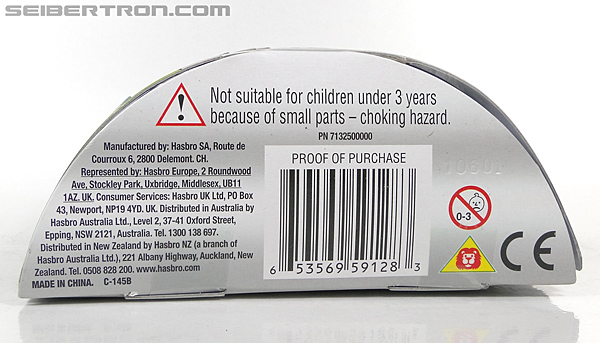 SEIBERTRON.COM
Not suitable for children under 3 years
because of small parts – choking hazard.
PN 7132500000
Manufactured by: Hasbro SA, Route de
Courroux 6, 2800 Delemont. CH.
Represented by: Hasbro Europe, 2 Roundwood
Ave, Stockley Park, Uxbridge, Middlesex, UB11
1AZ. UK. Consumer Services: Hasbro UK Ltd, PO Box
43, Newport, NP19 4YD. UK. Distributed in Australia by
Hasbro Australia Ltd., Level 2, 37-41 Oxford Street,
Epping, NSW 2121, Australia. Tel. 1300 138 697.
Distributed in New Zealand by Hasbro NZ (a branch of
Hasbro Australia Ltd.), 221 Albany Highway, Auckland, New
Zealand. Tel. 0508 828 200. www.hasbro.com
MADE IN CHINA. C-145B
PROOF OF PURCHASE
6 53569 59128 3
0-3
CE